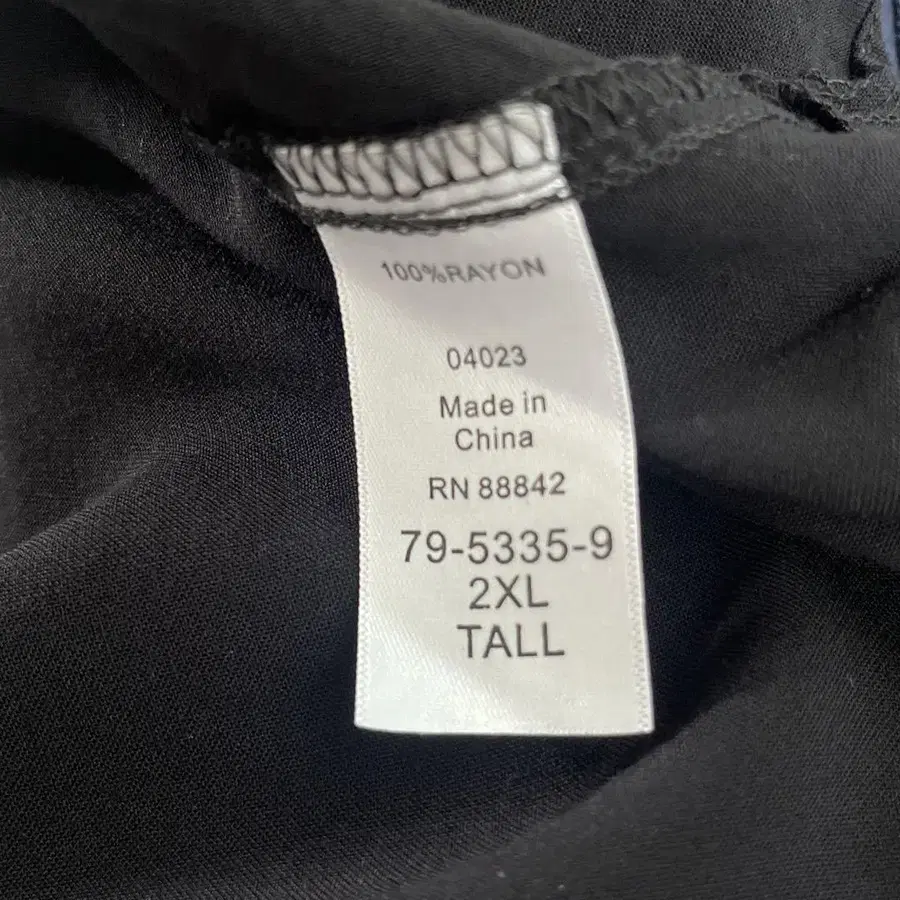 100%RAYON
04023
Made in
China
RN 88842
79-5335-9
2XL
TALL